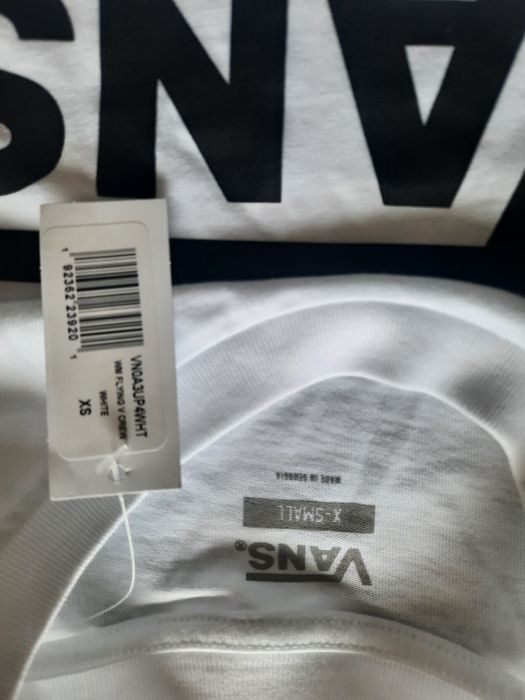 VANS
1 92362 23920 1
VN0A3UP4WHT
WM FLYING V CREW
WHITE
XS
VANS®
X-SMALL
MADE IN GEORGIA